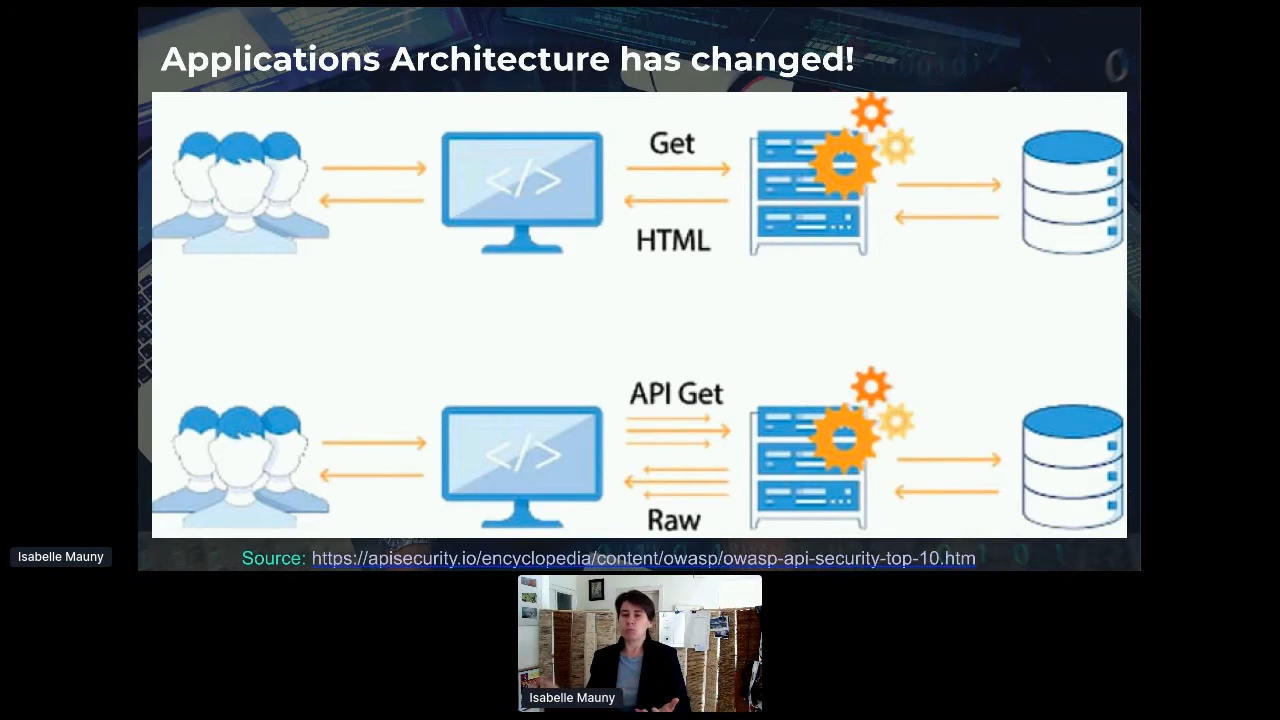 Applications Architecture has changed!
Get
</>
HTML
API Get
</>
Raw
Isabelle Mauny
Source: https://apisecurity.io/encyclopedia/content/owasp/owasp-api-security-top-10.htm
Isabelle Mauny